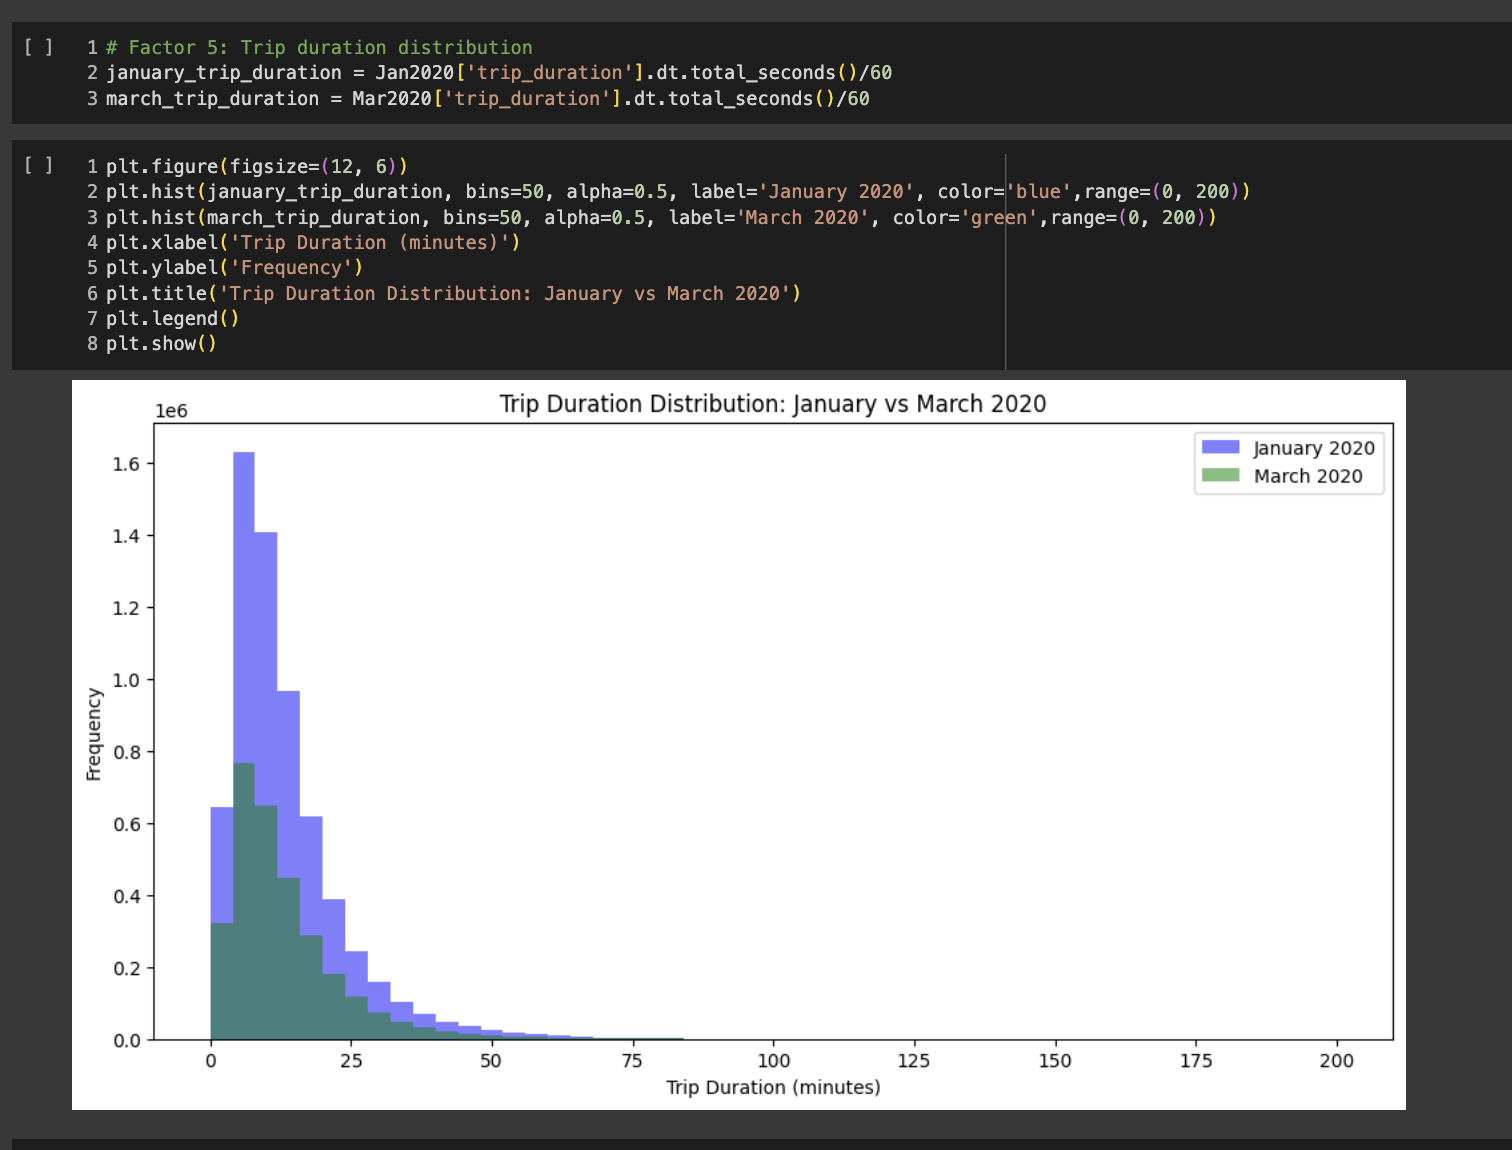 [ ] 1 # Factor 5: Trip duration distribution
2 january_trip_duration = Jan2020['trip_duration'].dt.total_seconds()/60
3 march_trip_duration = Mar2020['trip_duration'].dt.total_seconds()/60
[ ] 1 plt.figure(figsize=(12, 6))
2 plt.hist(january_trip_duration, bins=50, alpha=0.5, label='January 2020', color='blue',range=(0, 200))
3 plt.hist(march_trip_duration, bins=50, alpha=0.5, label='March 2020', color='green',range=(0, 200))
4 plt.xlabel('Trip Duration (minutes)')
5 plt.ylabel('Frequency')
6 plt.title('Trip Duration Distribution: January vs March 2020')
7 plt.legend()
8 plt.show()
Trip Duration Distribution: January vs March 2020
1e6
January 2020
March 2020
1.6
1.4
1.2
1.0
0.8
0.6
0.4
0.2
0.0
Frequency
0 25 50 75 100 125 150 175 200
Trip Duration (minutes)